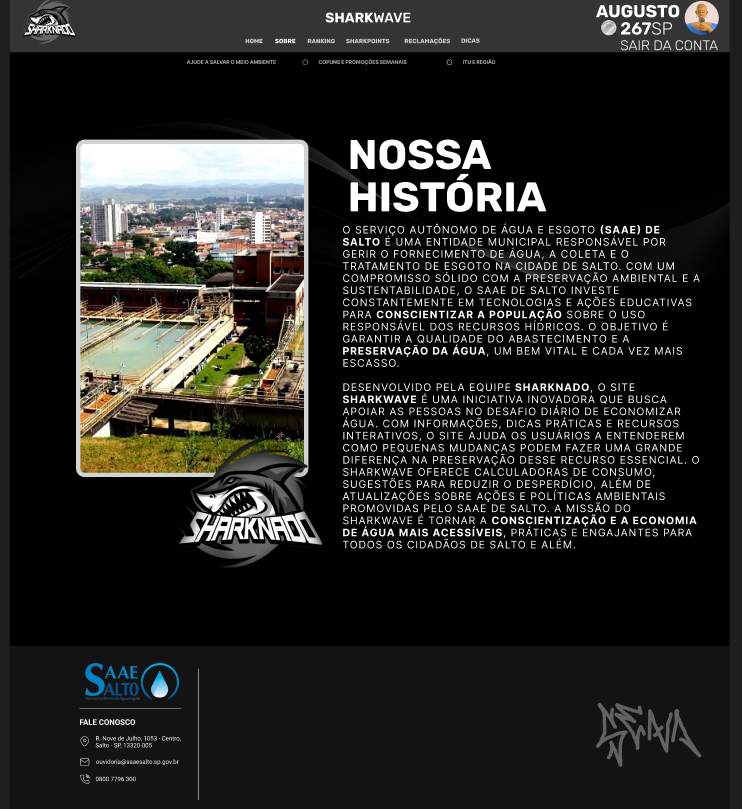 SHARKNADO
SHARKWAVE
AUGUSTO
267SP
SAIR DA CONTA
HOME SOBRE RANKING SHARKPOINTS RECLAMAÇÕES DICAS
AJUDE A SALVAR O MEIO AMBIENTE COPUNS E PROMOÇÕES SEMANAIS ITU E REGIÃO
NOSSA
HISTÓRIA
O SERVIÇO AUTÔNOMO DE ÁGUA E ESGOTO (SAAE) DE
SALTO É UMA ENTIDADE MUNICIPAL RESPONSÁVEL POR
GERIR O FORNECIMENTO DE ÁGUA, A COLETA E O
TRATAMENTO DE ESGOTO NA CIDADE DE SALTO. COM UM
COMPROMISSO SÓLIDO COM A PRESERVAÇÃO AMBIENTAL E A
SUSTENTABILIDADE, O SAAE DE SALTO INVESTE
CONSTANTEMENTE EM TECNOLOGIAS E AÇÕES EDUCATIVAS
PARA CONSCIENTIZAR A POPULAÇÃO SOBRE O USO
RESPONSÁVEL DOS RECURSOS HÍDRICOS. O OBJETIVO É
GARANTIR A QUALIDADE DO ABASTECIMENTO E A
PRESERVAÇÃO DA ÁGUA, UM BEM VITAL E CADA VEZ MAIS
ESCASSO.
DESENVOLVIDO PELA EQUIPE SHARKNADO, O SITE
SHARKWAVE É UMA INICIATIVA INOVADORA QUE BUSCA
APOIAR AS PESSOAS NO DESAFIO DIÁRIO DE ECONOMIZAR
ÁGUA. COM INFORMAÇÕES, DICAS PRÁTICAS E RECURSOS
INTERATIVOS, O SITE AJUDA OS USUÁRIOS A ENTENDEREM
COMO PEQUENAS MUDANÇAS PODEM FAZER UMA GRANDE
DIFERENÇA NA PRESERVAÇÃO DESSE RECURSO ESSENCIAL. O
SHARKWAVE OFERECE CALCULADORAS DE CONSUMO,
SUGESTÕES PARA REDUZIR O DESPERDÍCIO, ALÉM DE
ATUALIZAÇÕES SOBRE AÇÕES E POLÍTICAS AMBIENTAIS
PROMOVIDAS PELO SAAE DE SALTO. A MISSÃO DO
SHARKWAVE É TORNAR A CONSCIENTIZAÇÃO E A ECONOMIA
DE ÁGUA MAIS ACESSÍVEIS, PRÁTICAS E ENGAJANTES PARA
TODOS OS CIDADÃOS DE SALTO E ALÉM.
SHARKNADO
SAAE
SALTO
FALE CONOSCO
R. Nove de Julho, 1053 - Centro,
Salto - SP, 13320-005
ouvidoria@saaesalto.sp.gov.br
0800 7796 300